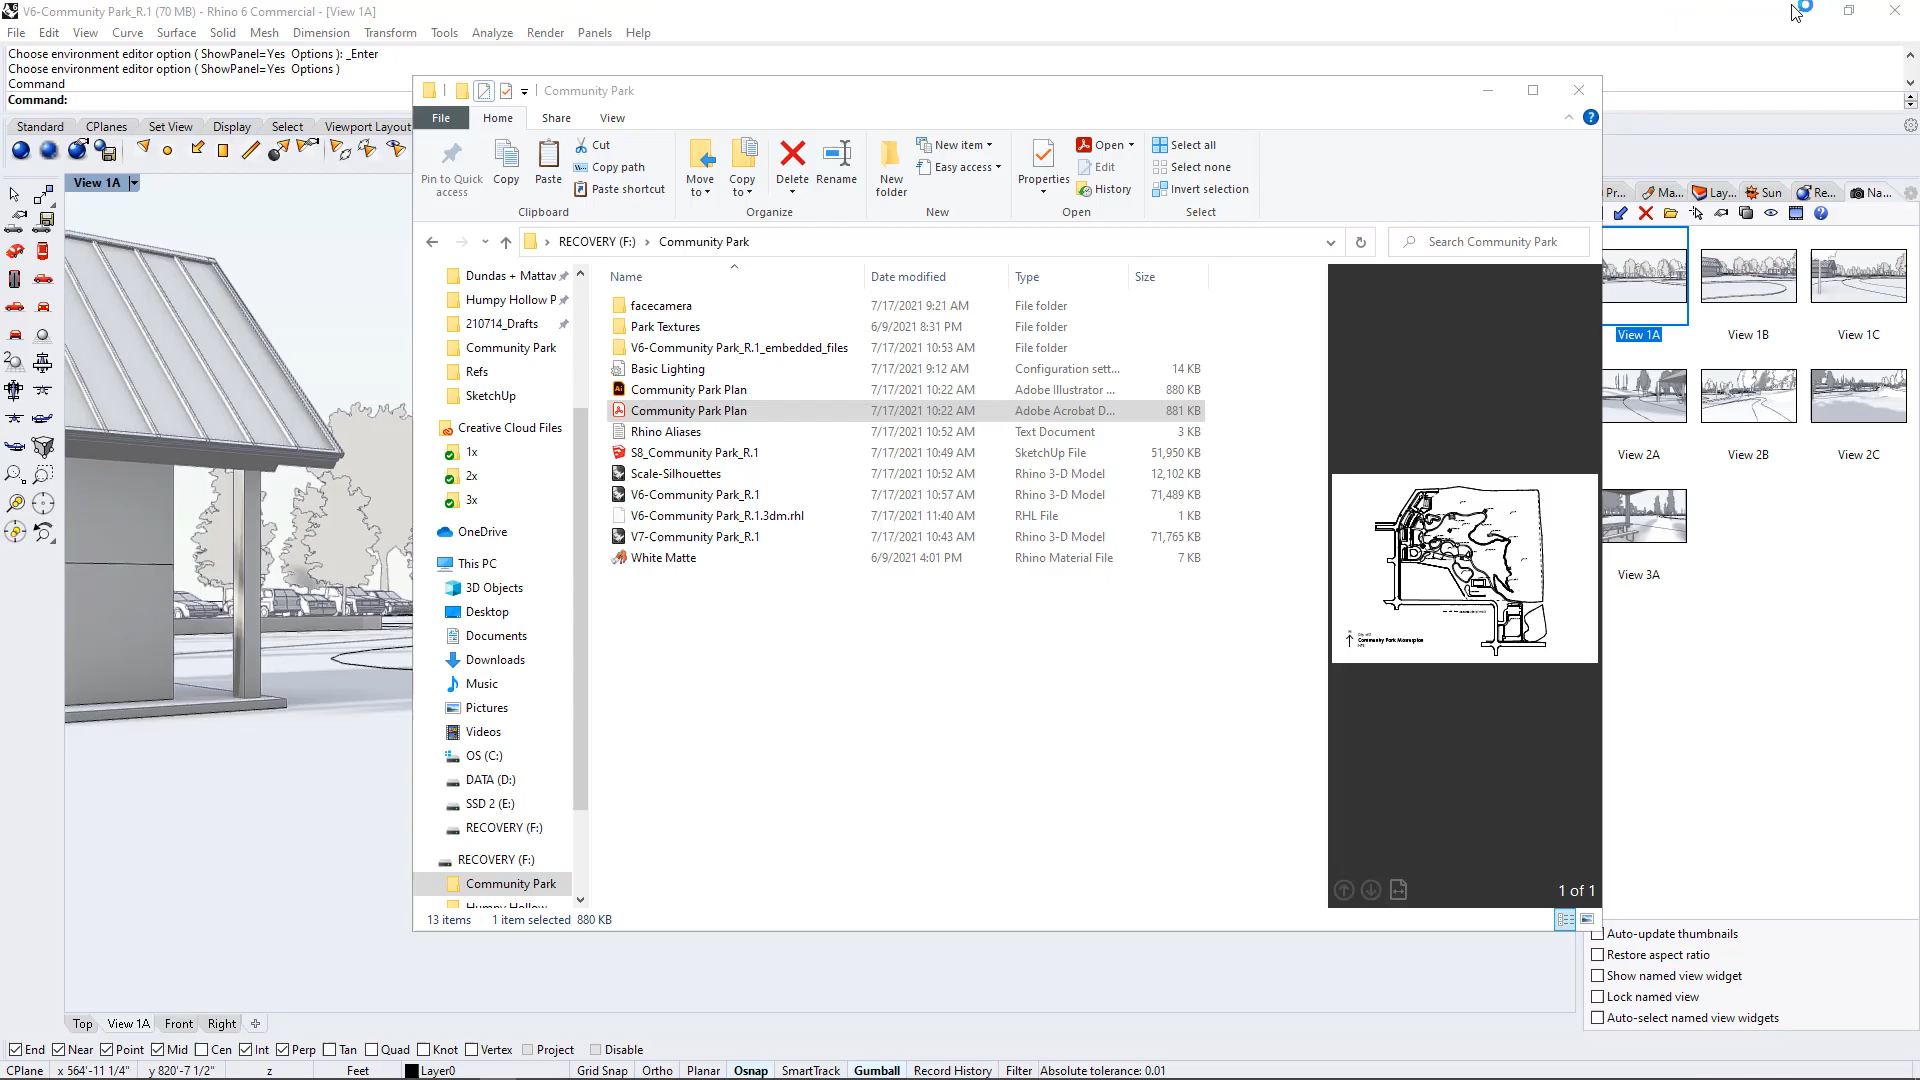 V6-Community Park_R.1 (70 MB) - Rhino 6 Commercial - [View 1A]
File Edit View Curve Surface Solid Mesh Dimension Transform Tools Analyze Render Panels Help
Choose environment editor option ( ShowPanel=Yes  Options ): _Enter
Choose environment editor option ( ShowPanel=Yes  Options )
Command
Command:
Standard CPlanes Set View Display Select Viewport Layout
View 1A
Community Park
File Home Share View
Pin to Quick access
Copy
Paste
Cut
Copy path
Paste shortcut
Clipboard
Move to
Copy to
Delete
Rename
Organize
New folder
New item
Easy access
New
Properties
Open
Edit
History
Open
Select all
Select none
Invert selection
Select
RECOVERY (F:) Community Park
Search Community Park
Dundas + Mattav
Humpy Hollow P
210714_Drafts
Community Park
Refs
SketchUp
Creative Cloud Files
1x
2x
3x
OneDrive
This PC
3D Objects
Desktop
Documents
Downloads
Music
Pictures
Videos
OS (C:)
DATA (D:)
SSD 2 (E:)
RECOVERY (F:)
RECOVERY (F:)
Community Park
Name Date modified Type Size
facecamera 7/17/2021 9:21 AM File folder
Park Textures 6/9/2021 8:31 PM File folder
V6-Community Park_R.1_embedded_files 7/17/2021 10:53 AM File folder
Basic Lighting 7/17/2021 9:12 AM Configuration sett... 14 KB
Community Park Plan 7/17/2021 10:22 AM Adobe Illustrator ... 880 KB
Community Park Plan 7/17/2021 10:22 AM Adobe Acrobat D... 881 KB
Rhino Aliases 7/17/2021 10:52 AM Text Document 3 KB
S8_Community Park_R.1 7/17/2021 10:49 AM SketchUp File 51,950 KB
Scale-Silhouettes 7/17/2021 10:52 AM Rhino 3-D Model 12,102 KB
V6-Community Park_R.1 7/17/2021 10:57 AM Rhino 3-D Model 71,489 KB
V6-Community Park_R.1.3dm.rhl 7/17/2021 11:40 AM RHL File 1 KB
V7-Community Park_R.1 7/17/2021 10:43 AM Rhino 3-D Model 71,765 KB
White Matte 6/9/2021 4:01 PM Rhino Material File 7 KB
Community Park Masterplan
1 of 1
13 items 1 item selected 880 KB
Pr... Ma... Lay... Sun Re... Na...
View 1A View 1B View 1C
View 2A View 2B View 2C
View 3A
Auto-update thumbnails
Restore aspect ratio
Show named view widget
Lock named view
Auto-select named view widgets
Top View 1A Front Right
End Near Point Mid Cen Int Perp Tan Quad Knot Vertex Project Disable
CPlane x 564'-11 1/4" y 820'-7 1/2" z Feet Layer0 Grid Snap Ortho Planar Osnap SmartTrack Gumball Record History Filter Absolute tolerance: 0.01